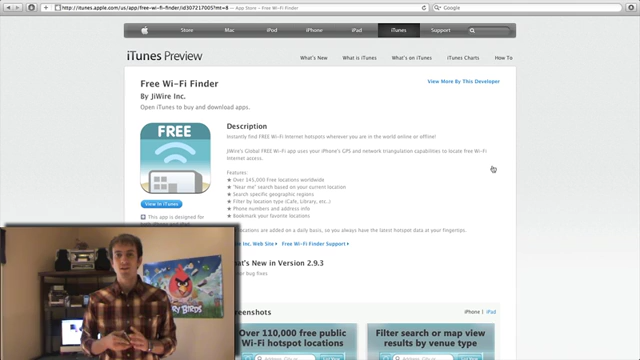 http://itunes.apple.com/us/app/free-wi-fi-finder/id307217005?mt=8 — App Store – Free Wi-Fi Finder
Google
Store Mac iPod iPhone iPad iTunes Support
iTunes Preview
What's New What is iTunes What's on iTunes iTunes Charts How To
Free Wi-Fi Finder
View More By This Developer
By JiWire Inc.
Open iTunes to buy and download apps.
FREE
Description
Instantly find FREE Wi-Fi Internet hotspots wherever you are in the world online or offline!
JiWire's Global FREE Wi-Fi app uses your iPhone's GPS and network triangulation capabilities to locate free Wi-Fi
Internet access.
Features:
★ Over 145,000 free locations worldwide
★ "Near me" search based on your current location
★ Search specific geographic regions
★ Filter by location type (Cafe, Library, etc..)
★ Phone numbers and address info
★ Bookmark your favorite locations
View In iTunes
This app is designed for
locations are added on a daily basis, so you always have the latest hotspot data at your fingertips.
Inc. Web Site Free Wi-Fi Finder Support
What's New in Version 2.9.3
bug fixes
ANGRY BIRDS
Screenshots
iPhone | iPad
Over 110,000 free public
Wi-Fi hotspot locations
Filter search or map view
results by venue type